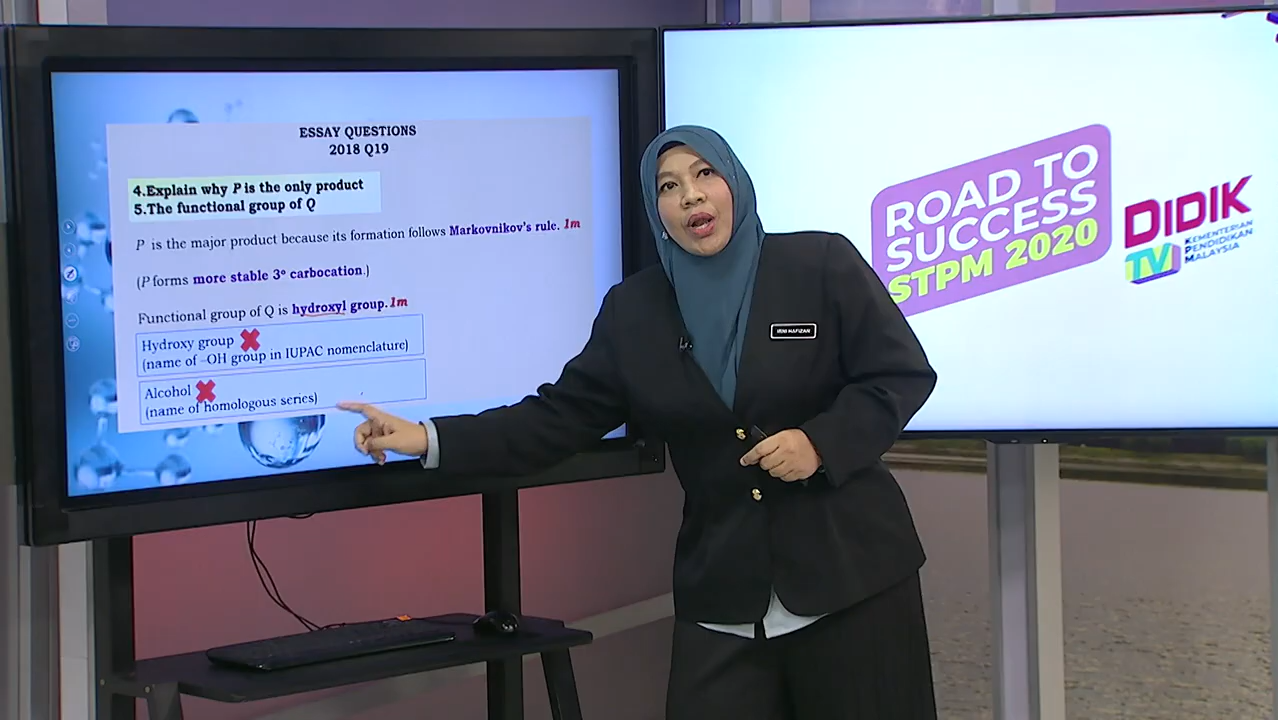 ESSAY QUESTIONS
2018 Q19
4.Explain why P is the only product
5.The functional group of Q
P is the major product because its formation follows Markovnikov's rule. 1m
(P forms more stable 3° carbocation.)
Functional group of Q is hydroxyl group. 1m
Hydroxy group
(name of –OH group in IUPAC nomenclature)
Alcohol
(name of homologous series)
ROAD TO
SUCCESS
STPM 2020
DIDIK
TV
KEMENTERIAN
PENDIDIKAN
MALAYSIA
IRNI HAFIZAN